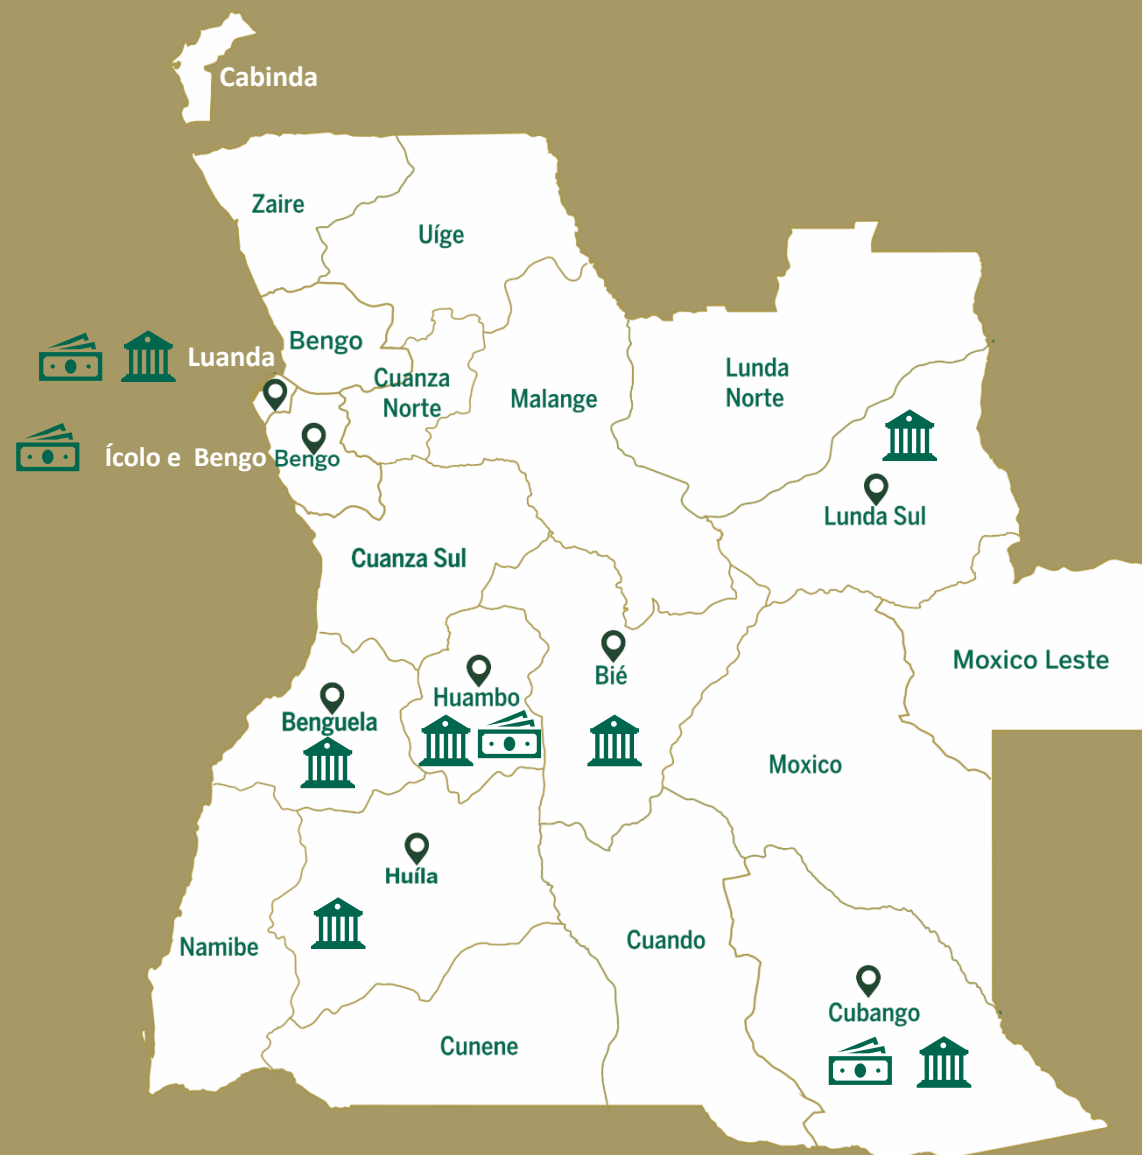 Cabinda
Zaire
Uíge
Bengo
Luanda
Cuanza
Norte
Malange
Lunda
Norte
Ícolo e Bengo
Bengo
Lunda Sul
Cuanza Sul
Moxico Leste
Bié
Huambo
Benguela
Moxico
Huíla
Namibe
Cuando
Cubango
Cunene